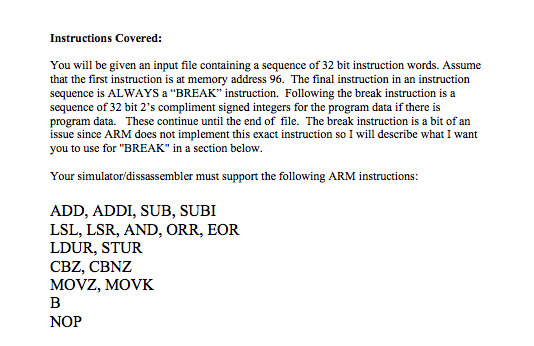 Instructions Covered:
You will be given an input file containing a sequence of 32 bit instruction words. Assume
that the first instruction is at memory address 96.  The final instruction in an instruction
sequence is ALWAYS a “BREAK” instruction.  Following the break instruction is a
sequence of 32 bit 2’s compliment signed integers for the program data if there is
program data.   These continue until the end of  file.  The break instruction is a bit of an
issue since ARM does not implement this exact instruction so I will describe what I want
you to use for "BREAK" in a section below.
Your simulator/dissassembler must support the following ARM instructions:
ADD, ADDI, SUB, SUBI
LSL, LSR, AND, ORR, EOR
LDUR, STUR
CBZ, CBNZ
MOVZ, MOVK
B
NOP